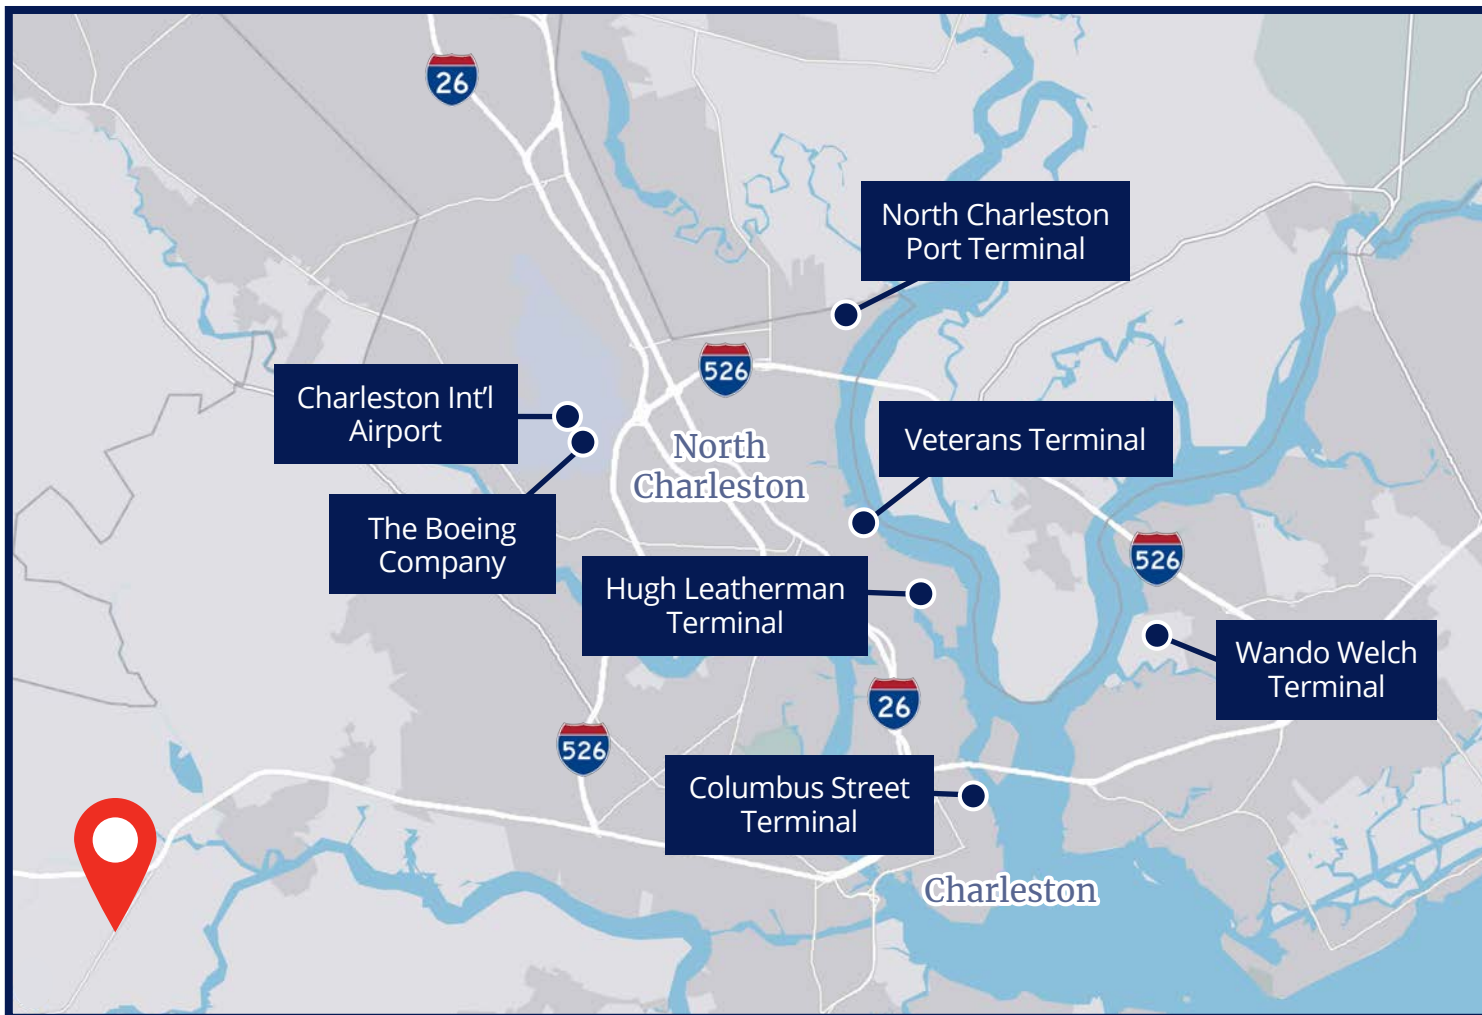 26
North Charleston
Port Terminal
526
Charleston Int'l
Airport
Veterans Terminal
North
Charleston
The Boeing
Company
526
Hugh Leatherman
Terminal
Wando Welch
Terminal
26
526
Columbus Street
Terminal
Charleston